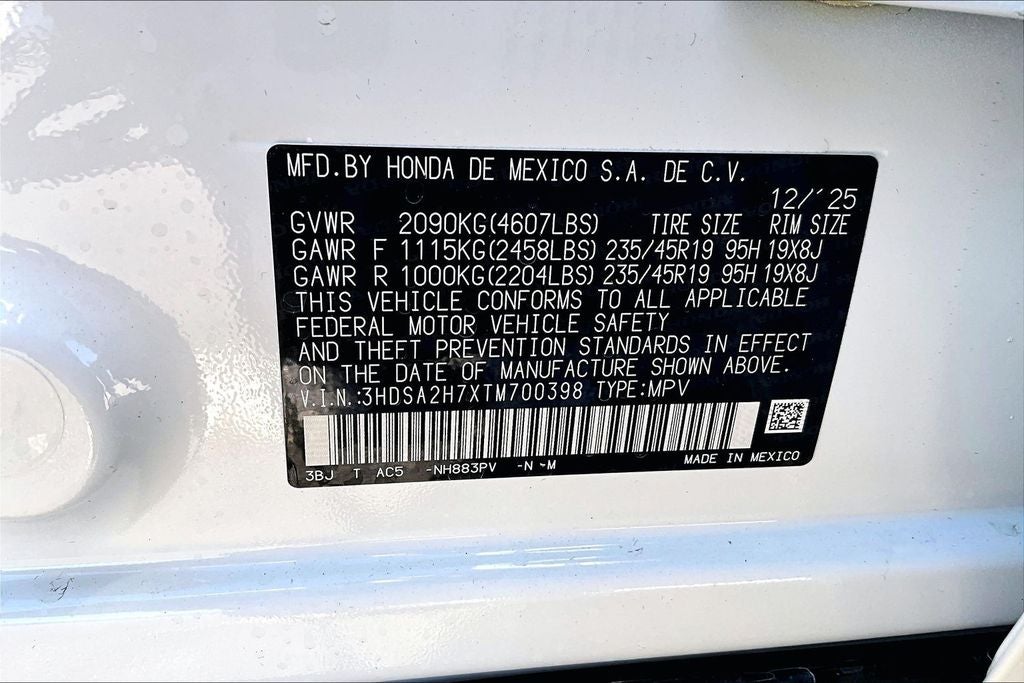 MFD.BY HONDA DE MEXICO S.A. DE C.V.
12/'25
GVWR 2090KG(4607LBS) TIRE SIZE RIM SIZE
GAWR F 1115KG(2458LBS) 235/45R19 95H 19X8J
GAWR R 1000KG(2204LBS) 235/45R19 95H 19X8J
THIS VEHICLE CONFORMS TO ALL APPLICABLE
FEDERAL MOTOR VEHICLE SAFETY
AND THEFT PREVENTION STANDARDS IN EFFECT
ON THE DATE OF MANUFACTURE SHOWN ABOVE.
V.I.N.:3HDSA2H7XTM700398 TYPE:MPV
3BJ T AC5 -NH883PV -N -M MADE IN MEXICO